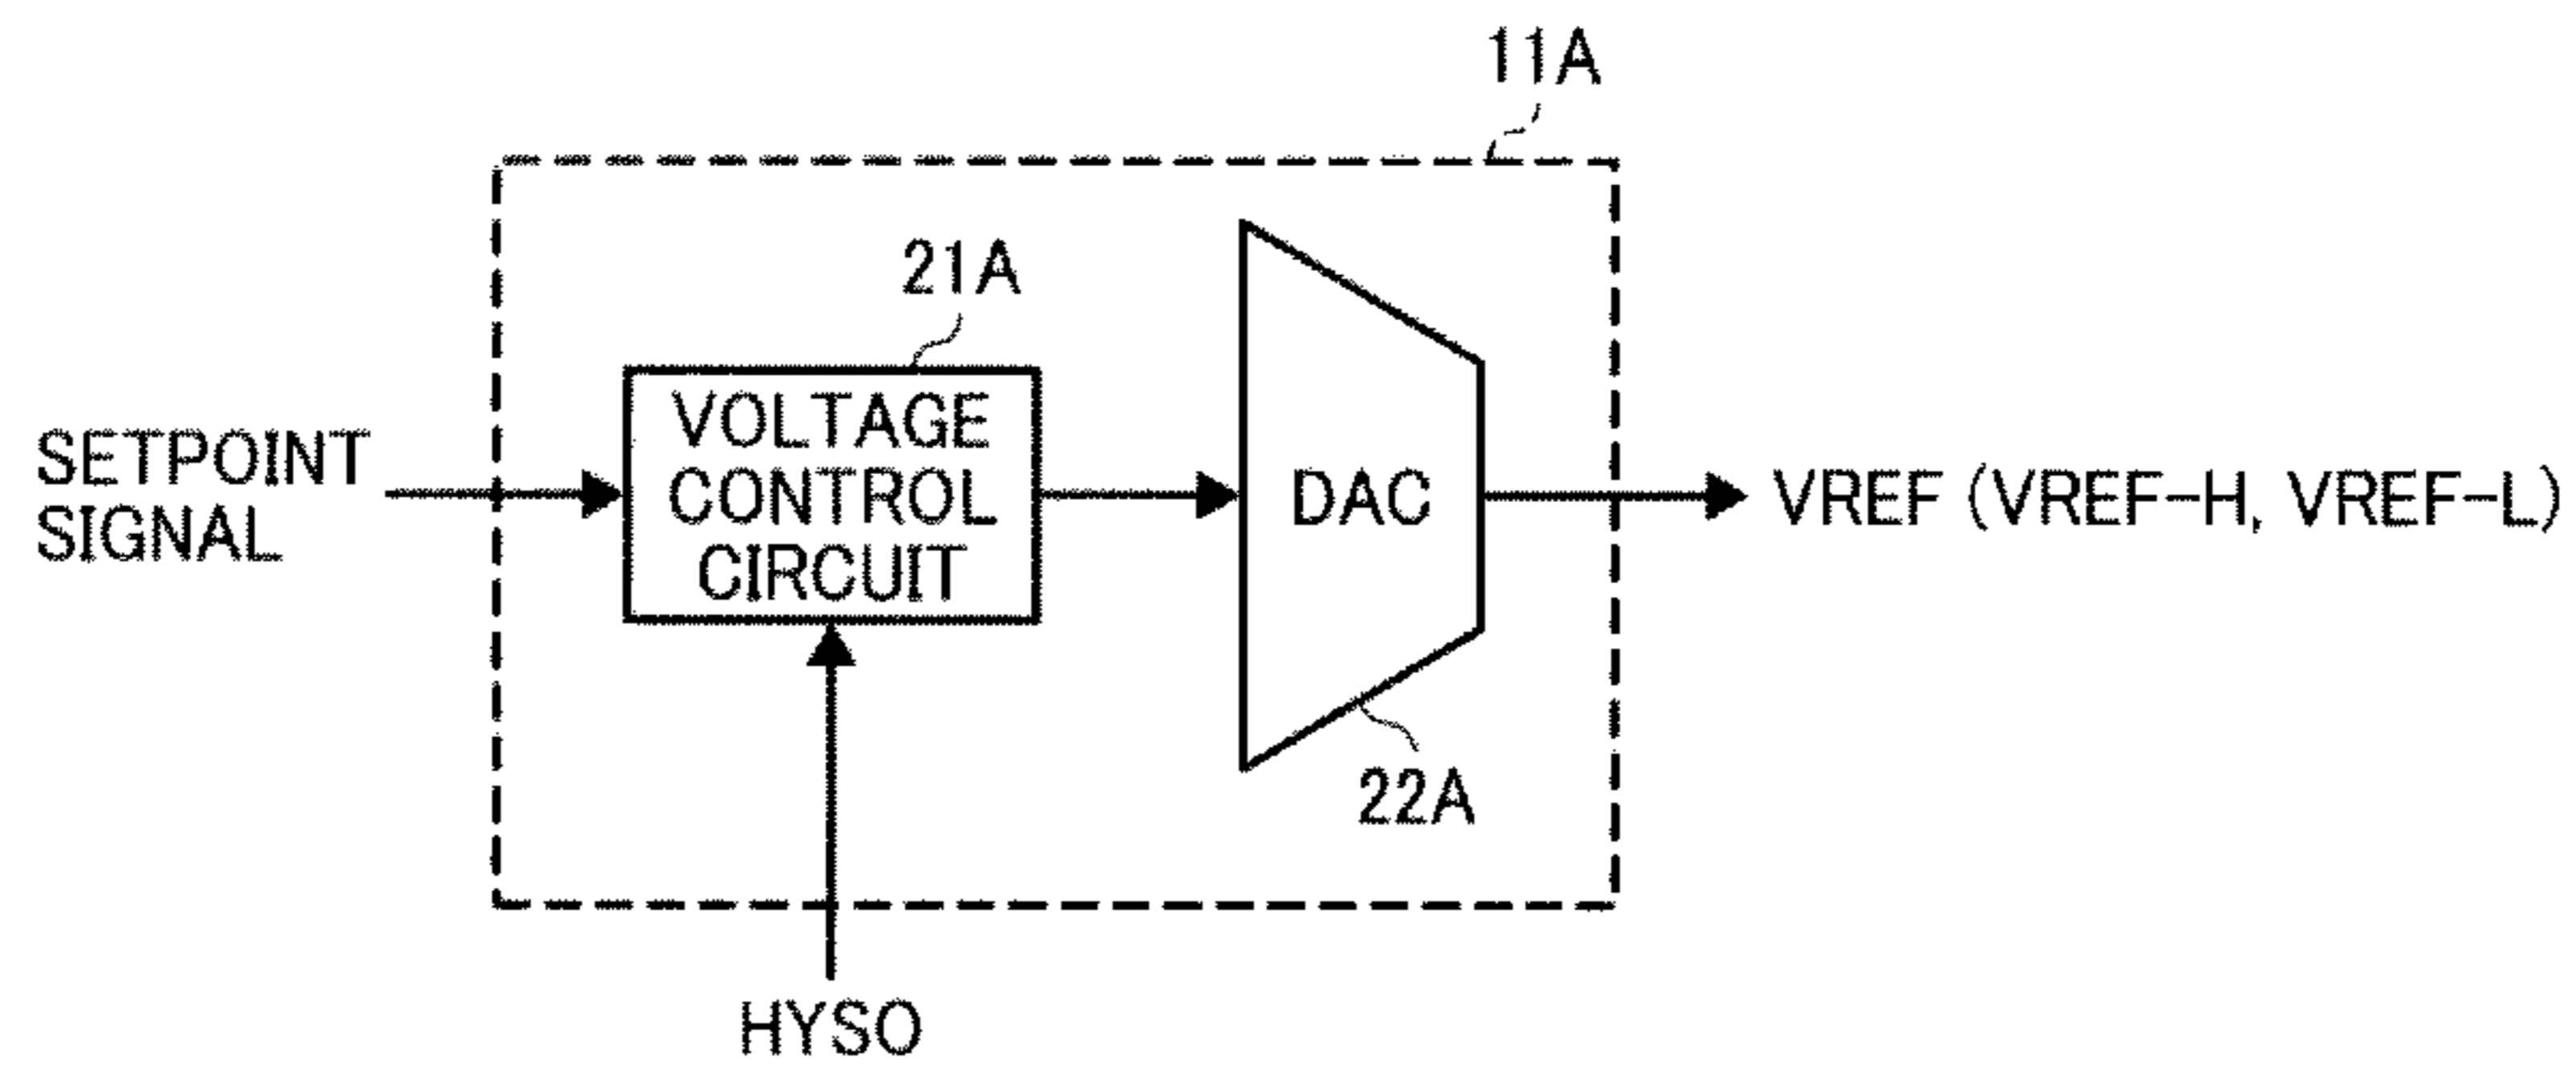 11A
21A
VOLTAGE
CONTROL
CIRCUIT
SETPOINT
SIGNAL
DAC
VREF (VREF-H, VREF-L)
22A
HYSO